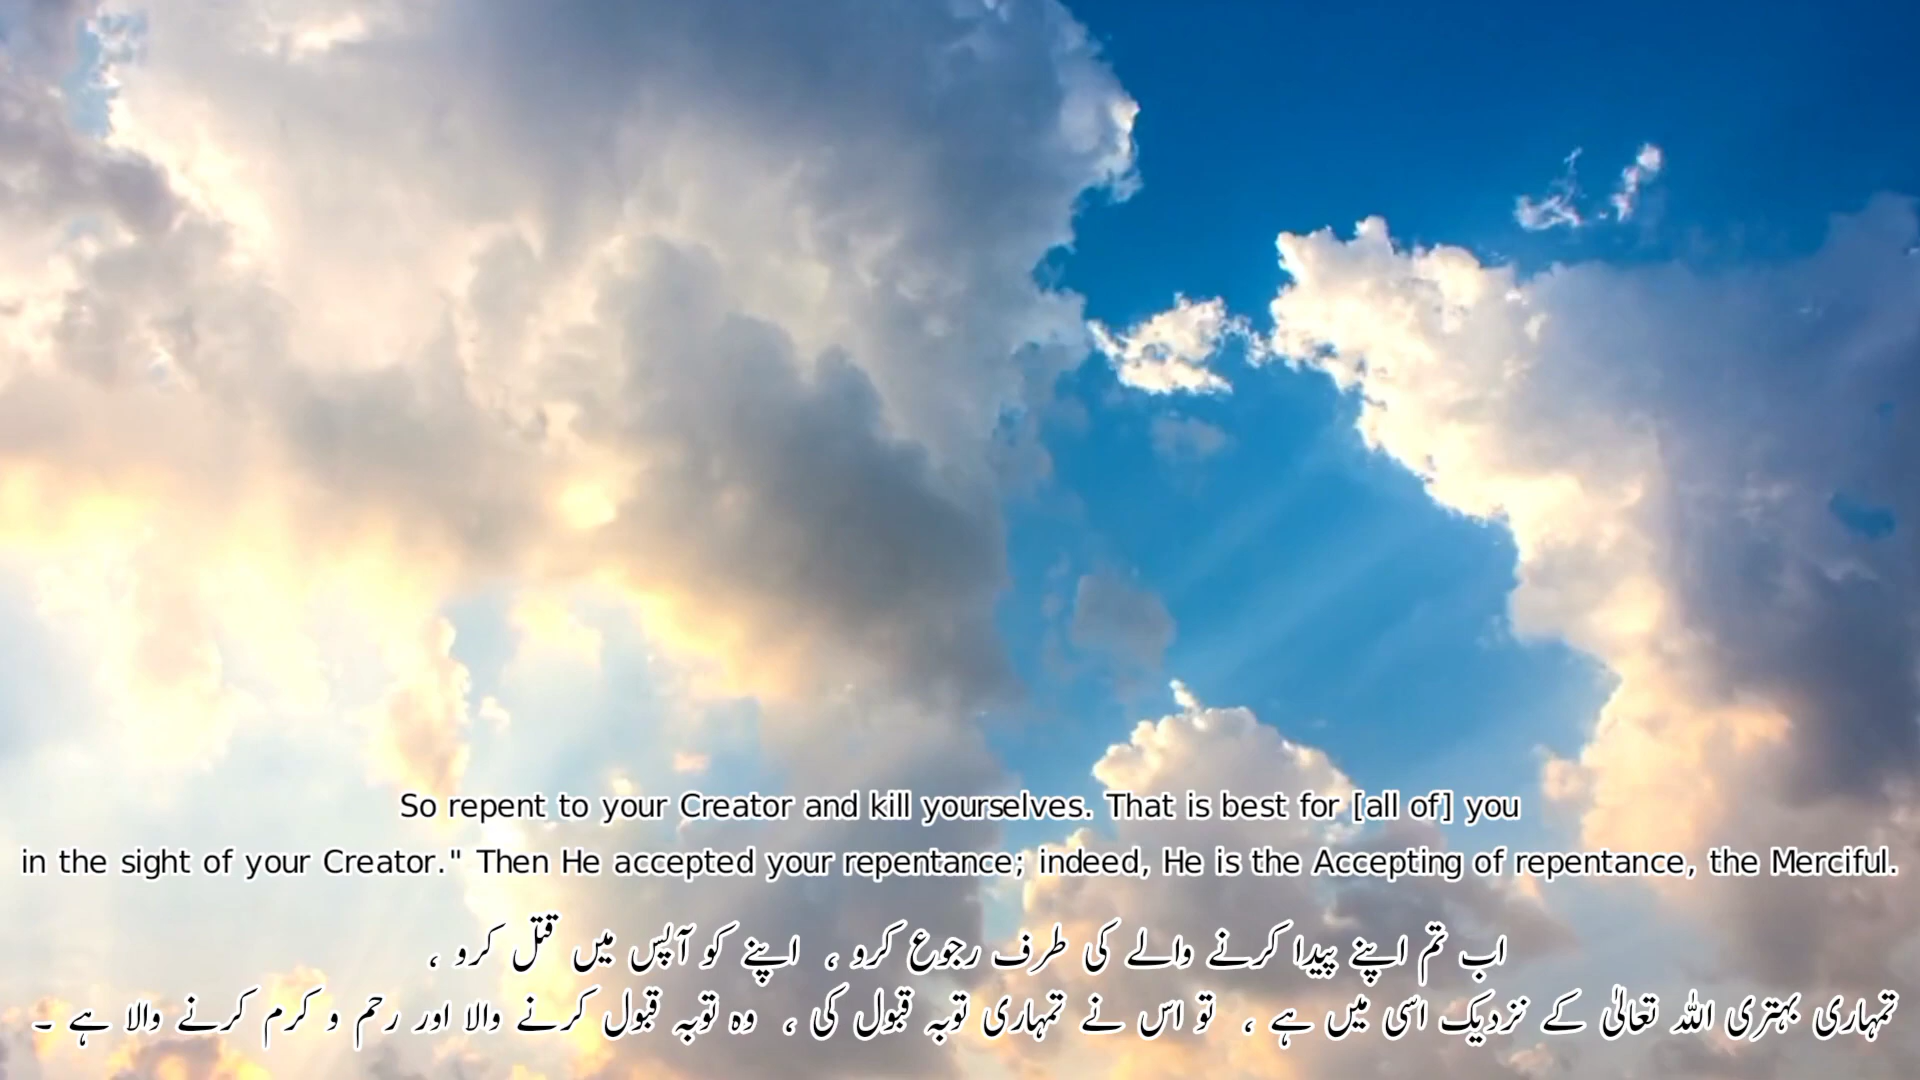 So repent to your Creator and kill yourselves. That is best for [all of] you
in the sight of your Creator." Then He accepted your repentance; indeed, He is the Accepting of repentance, the Merciful.
اب تم اپنے پیدا کرنے والے کی طرف رجوع کرو ، اپنے کو آپس میں قتل کرو ،
تمہاری بہتری اللہ تعالٰی کے نزدیک اسی میں ہے ، تو اس نے تمہاری توبہ قبول کی ، وہ توبہ قبول کرنے والا اور رحم و کرم کرنے والا ہے ۔